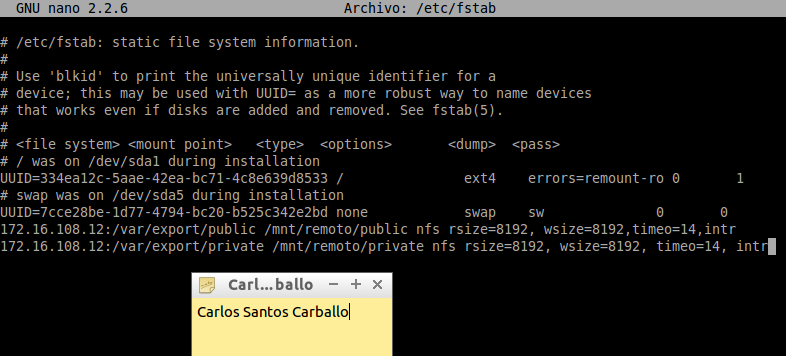 GNU nano 2.2.6 Archivo: /etc/fstab
# /etc/fstab: static file system information.
#
# Use 'blkid' to print the universally unique identifier for a
# device; this may be used with UUID= as a more robust way to name devices
# that works even if disks are added and removed. See fstab(5).
#
# <file system> <mount point>   <type>  <options>       <dump>  <pass>
# / was on /dev/sda1 during installation
UUID=334ea12c-5aae-42ea-bc71-4c8e639d8533 /               ext4    errors=remount-ro 0       1
# swap was on /dev/sda5 during installation
UUID=7cce28be-1d77-4794-bc20-b525c342e2bd none            swap    sw              0       0
172.16.108.12:/var/export/public /mnt/remoto/public nfs rsize=8192, wsize=8192,timeo=14,intr
172.16.108.12:/var/export/private /mnt/remoto/private nfs rsize=8192, wsize=8192, timeo=14, intr
Carl...ballo
Carlos Santos Carballo